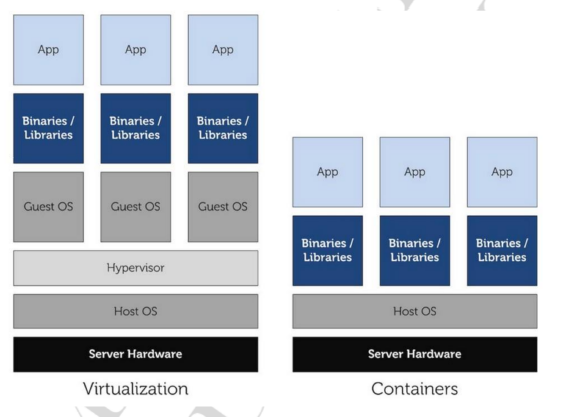 App App App
Binaries / Binaries / Binaries /
Libraries Libraries Libraries
Guest OS Guest OS Guest OS
Hypervisor
Host OS
Server Hardware
Virtualization
App App App
Binaries / Binaries / Binaries /
Libraries Libraries Libraries
Host OS
Server Hardware
Containers